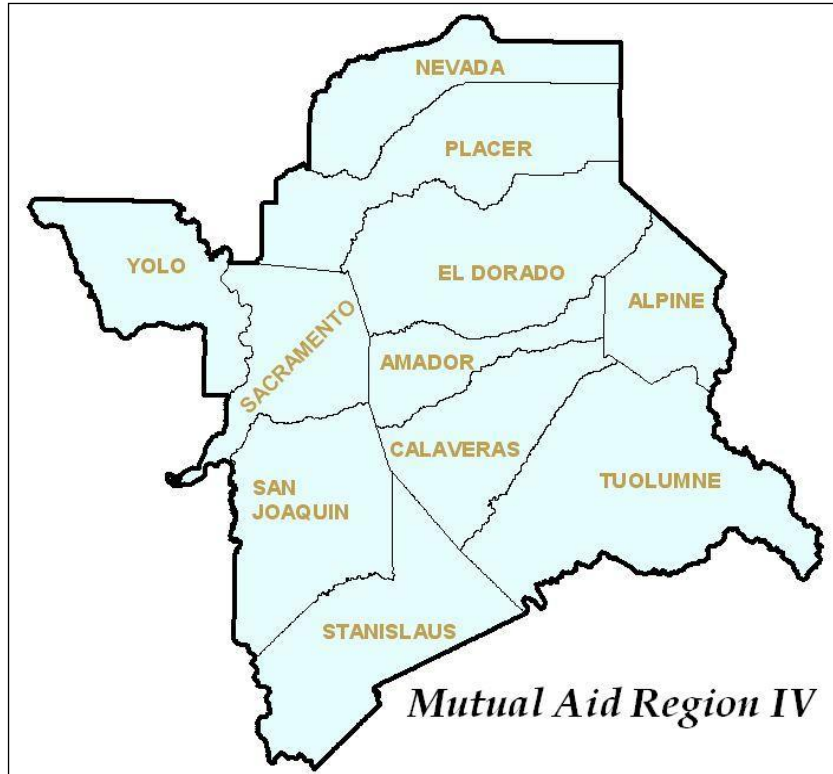 NEVADA
PLACER
YOLO
EL DORADO
ALPINE
SACRAMENTO
AMADOR
CALAVERAS
TUOLUMNE
SAN
JOAQUIN
STANISLAUS
Mutual Aid Region IV